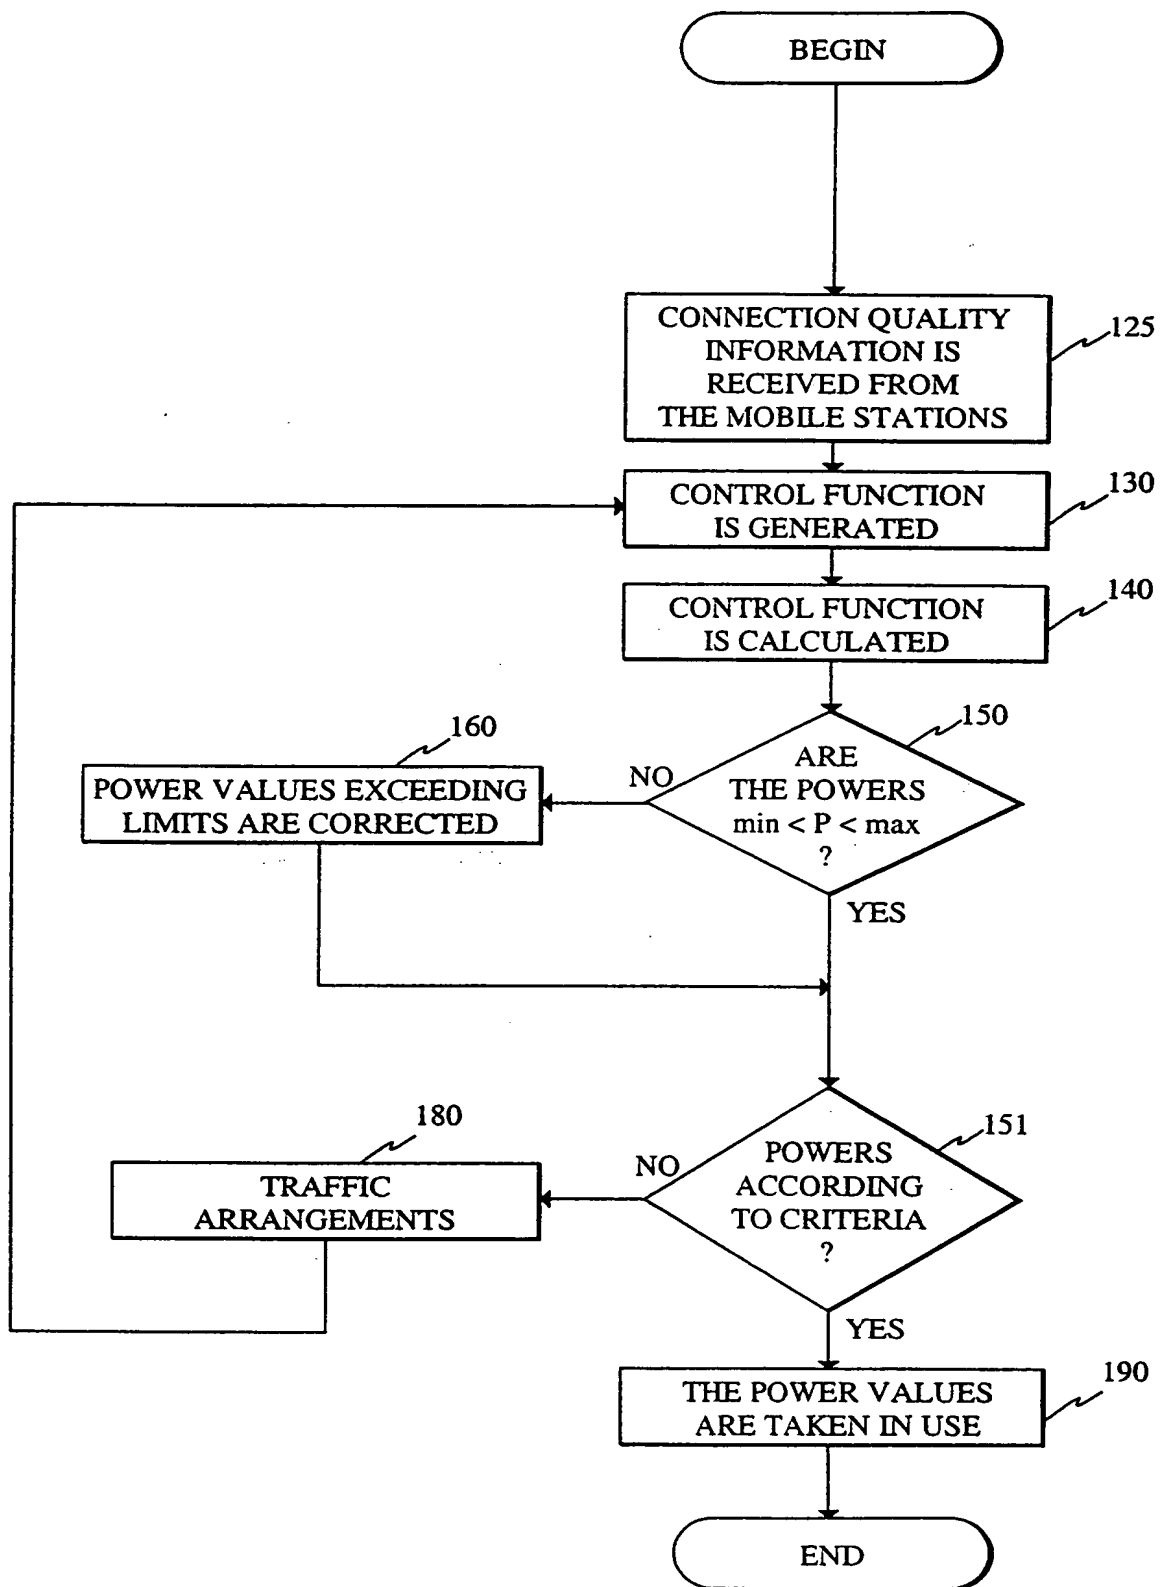 BEGIN
CONNECTION QUALITY
INFORMATION IS
RECEIVED FROM
THE MOBILE STATIONS
125
CONTROL FUNCTION
IS GENERATED
130
CONTROL FUNCTION
IS CALCULATED
140
ARE
THE POWERS
min < P < max
?
150
NO
160
POWER VALUES EXCEEDING
LIMITS ARE CORRECTED
YES
POWERS
ACCORDING
TO CRITERIA
?
151
NO
180
TRAFFIC
ARRANGEMENTS
YES
THE POWER VALUES
ARE TAKEN IN USE
190
END